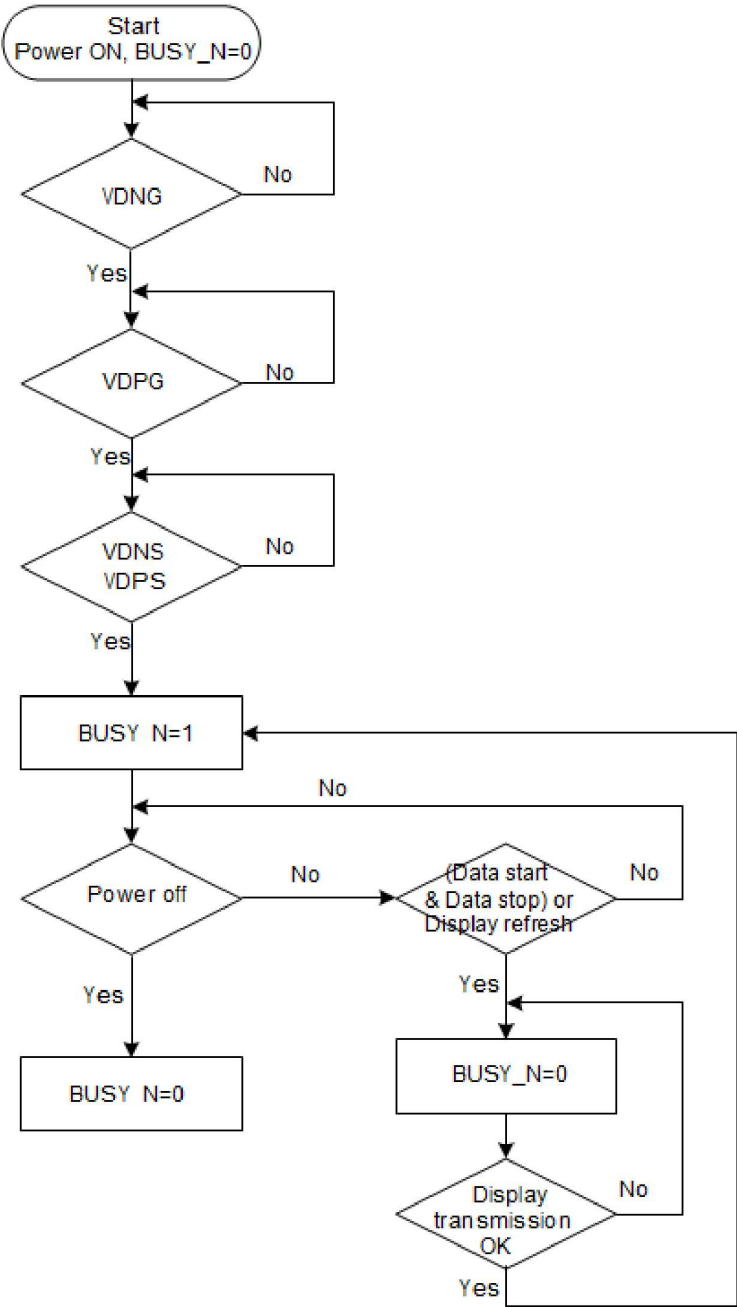 Start
Power ON, BUSY_N=0
No
VDNG
Yes
VDPG
No
Yes
VDNS
VDPS
No
Yes
BUSY N=1
No
Power off
No
(Data start
& Data stop) or
Display refresh
No
Yes
Yes
BUSY N=0
BUSY_N=0
Display
transmission
OK
No
Yes